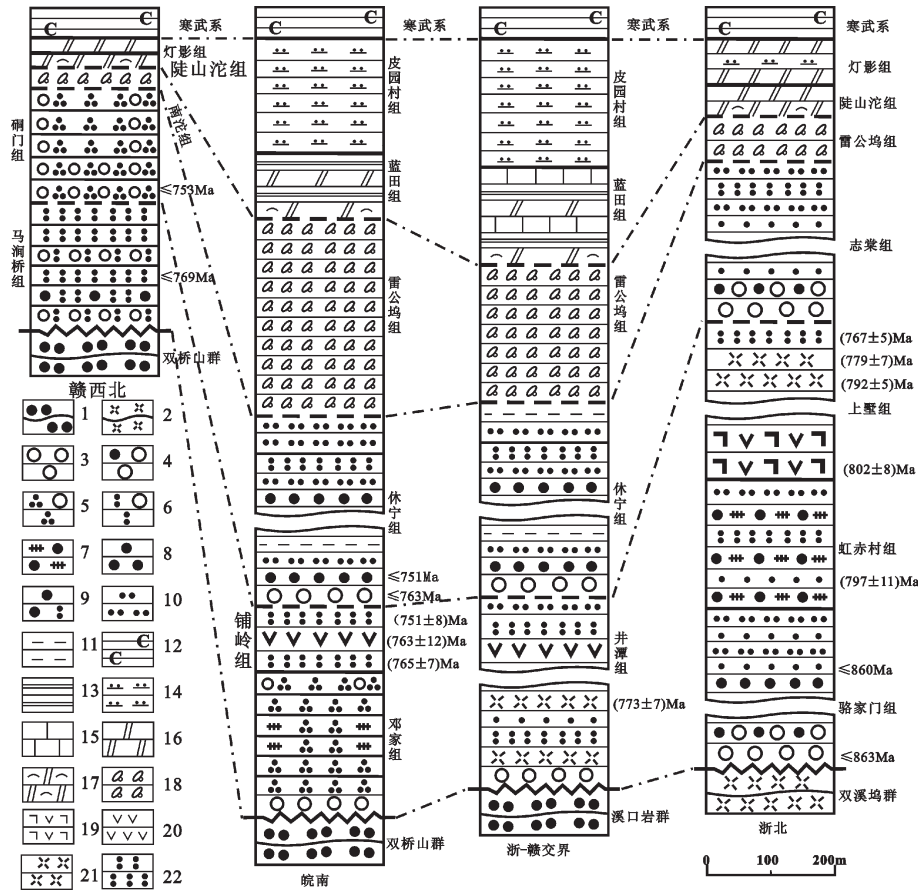 C
C
寒武系
灯影组
陡山沱组
南沱组
硐门组
≤753Ma
马涧桥组
≤769Ma
双桥山群
赣西北
C
C
寒武系
皮园村组
蓝田组
雷公坞组
休宁组
≤751Ma
≤763Ma
铺岭组
(751±8)Ma
(763±12)Ma
(765±7)Ma
邓家组
双桥山群
皖南
C
C
寒武系
皮园村组
蓝田组
雷公坞组
休宁组
井潭组
(773±7)Ma
溪口岩群
浙-赣交界
C
C
寒武系
灯影组
陡山沱组
雷公坞组
志棠组
(767±5)Ma
(779±7)Ma
(792±5)Ma
上墅组
(802±8)Ma
虹赤村组
(797±11)Ma
≤860Ma
骆家门组
≤863Ma
双溪坞群
浙北
0 100 200m
1 2
3 4
5 6
7 8
9 10
11 C C 12
13 14
15 16
17 18
19 20
21 22